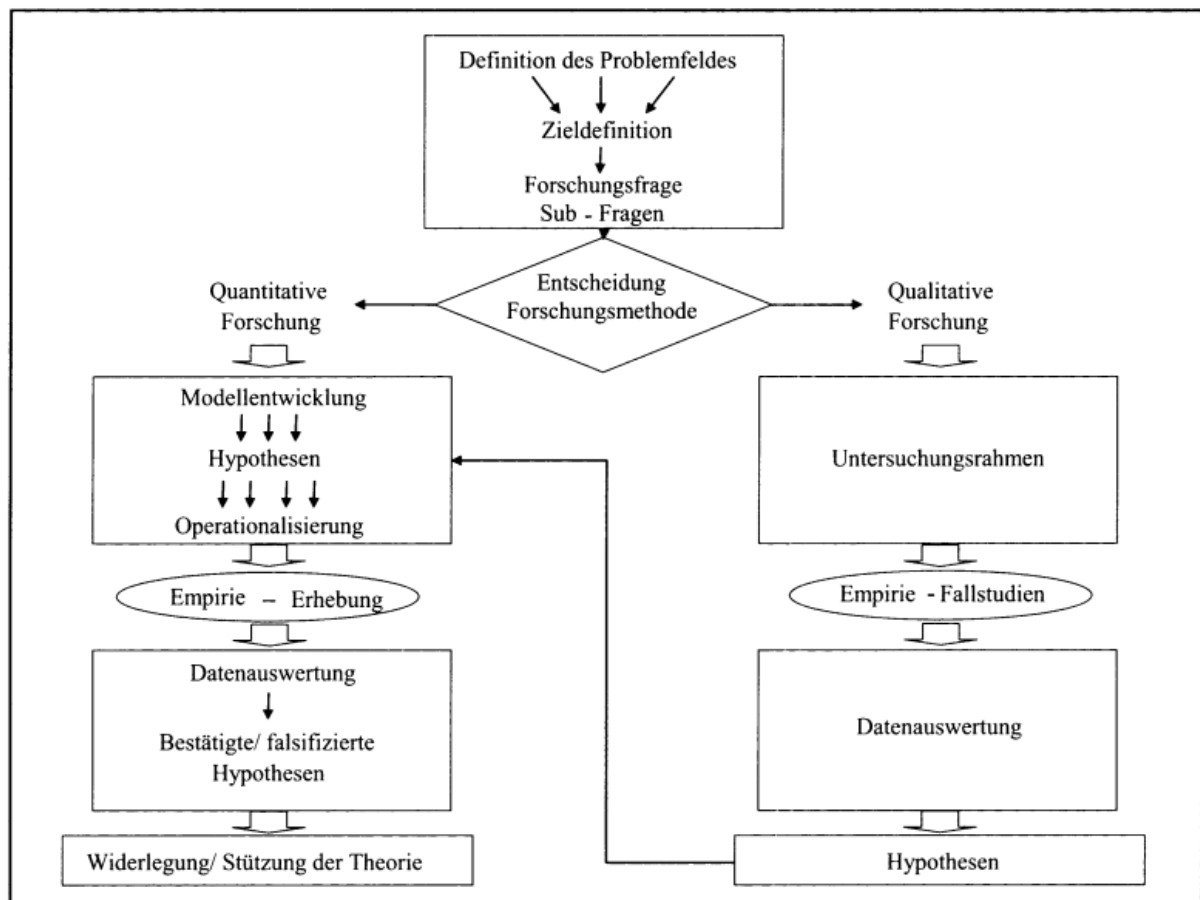 Definition des Problemfeldes
Zieldefinition
Forschungsfrage
Sub - Fragen
Entscheidung
Forschungsmethode
Quantitative
Forschung
Qualitative
Forschung
Modellentwicklung
Hypothesen
Operationalisierung
Untersuchungsrahmen
Empirie – Erhebung
Empirie - Fallstudien
Datenauswertung
Bestätigte/ falsifizierte
Hypothesen
Datenauswertung
Widerlegung/ Stützung der Theorie
Hypothesen